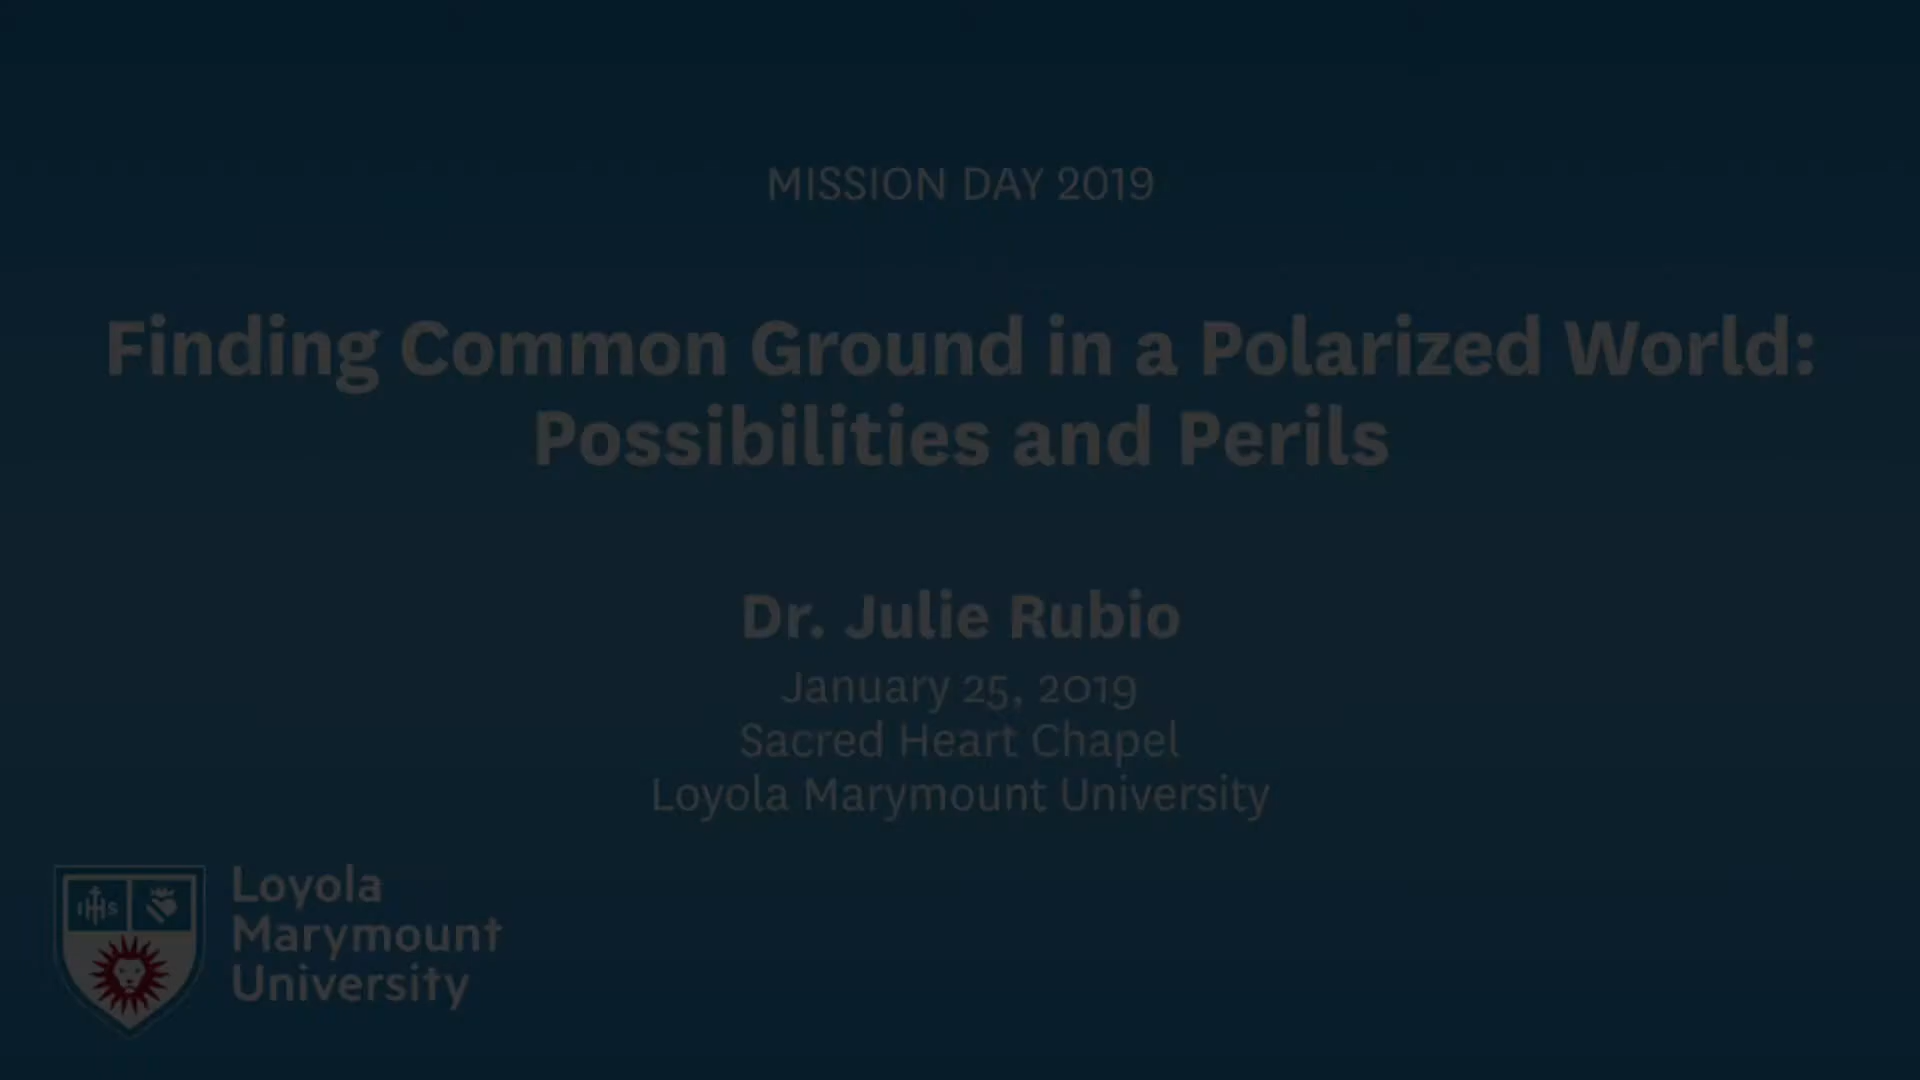 MISSION DAY 2019
Finding Common Ground in a Polarized World:
Possibilities and Perils
Dr. Julie Rubio
January 25, 2019
Sacred Heart Chapel
Loyola Marymount University
IHS
Loyola
Marymount
University